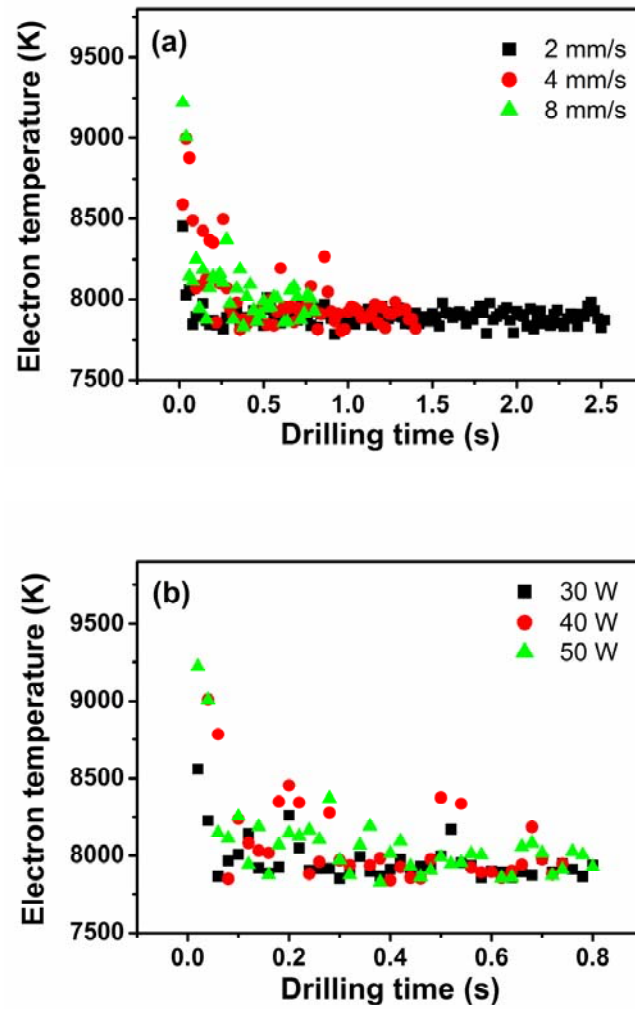 (a)
2 mm/s
4 mm/s
8 mm/s
Electron temperature (K)
9500
9000
8500
8000
7500
0.0 0.5 1.0 1.5 2.0 2.5
Drilling time (s)
(b)
30 W
40 W
50 W
Electron temperature (K)
9500
9000
8500
8000
7500
0.0 0.2 0.4 0.6 0.8
Drilling time (s)